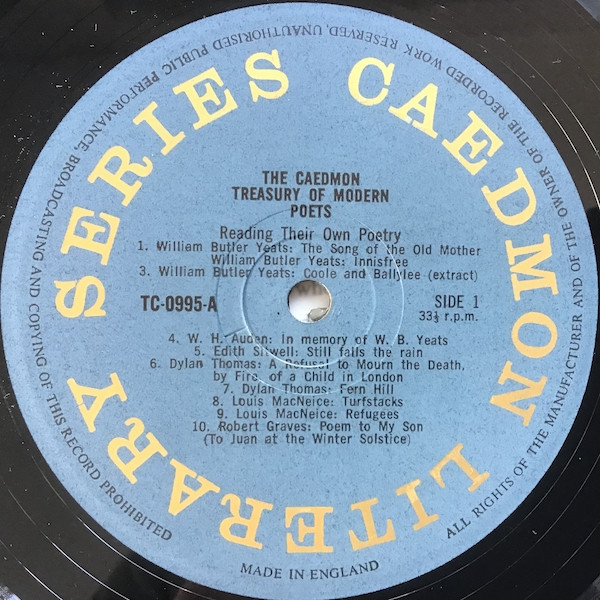 CAEDMON LITERARY SERIES
ALL RIGHTS OF THE MANUFACTURER AND OF THE OWNER OF THE RECORDED WORK RESERVED, UNAUTHORISED PUBLIC PERFORMANCE, BROADCASTING AND COPYING OF THIS RECORD PROHIBITED
THE CAEDMON
TREASURY OF MODERN
POETS
Reading Their Own Poetry
1. William Butler Yeats: The Song of the Old Mother
William Butler Yeats: Innisfree
3. William Butler Yeats: Coole and Ballylee (extract)
TC-0995-A
SIDE 1
33⅓ r.p.m.
4. W. H. Auden: In memory of W. B. Yeats
5. Edith Sitwell: Still falls the rain
6. Dylan Thomas: A Refusal to Mourn the Death,
by Fire, of a Child in London
7. Dylan Thomas: Fern Hill
8. Louis MacNeice: Turfstacks
9. Louis MacNeice: Refugees
10. Robert Graves: Poem to My Son
(To Juan at the Winter Solstice)
MADE IN ENGLAND